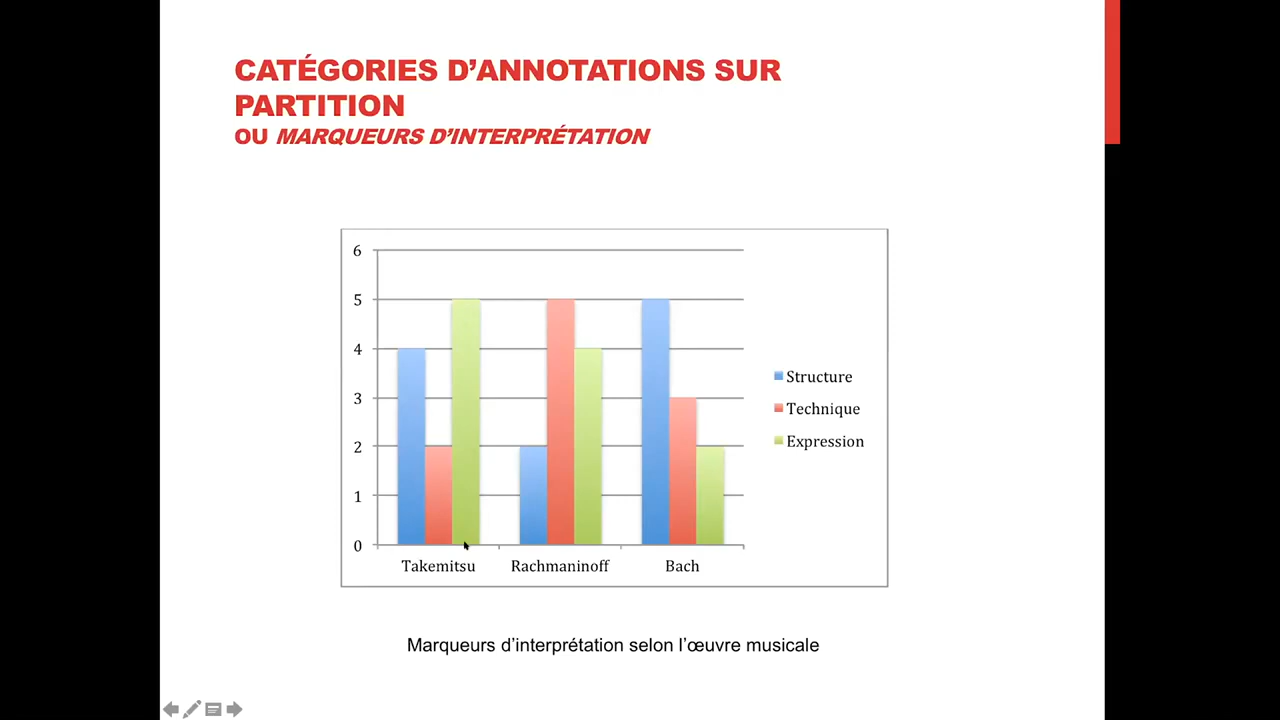 CATÉGORIES D’ANNOTATIONS SUR
PARTITION
OU MARQUEURS D’INTERPRÉTATION
6
5
4
3
2
1
0
Takemitsu
Rachmaninoff
Bach
Structure
Technique
Expression
Marqueurs d’interprétation selon l’œuvre musicale